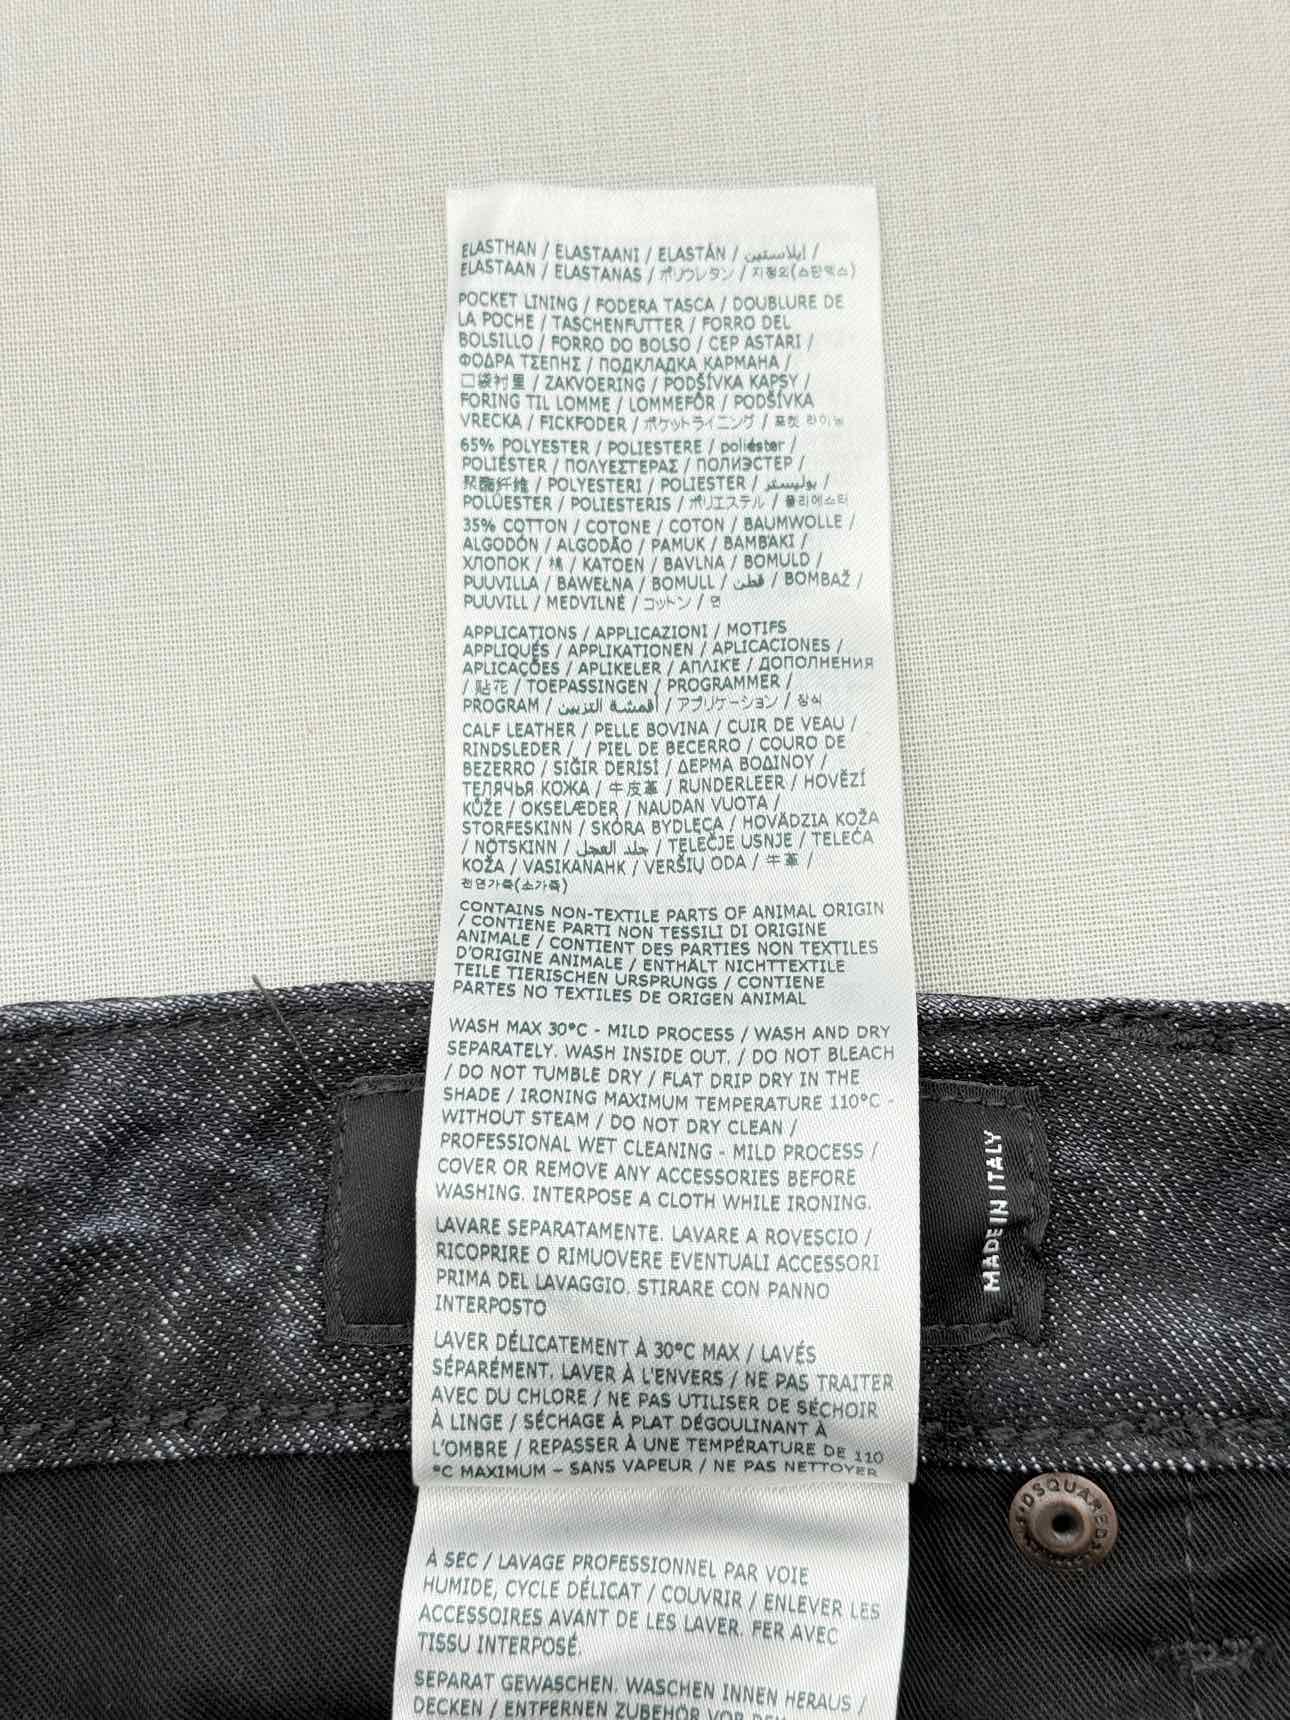 ELASTHAN / ELASTAANI / ELASTÁN / ايلاستين /
ELASTAAN / ELASTANAS / ポリウレタン / 지정외(스판덱스)
POCKET LINING / FODERA TASCA / DOUBLURE DE
LA POCHE / TASCHENFUTTER / FORRO DEL
BOLSILLO / FORRO DO BOLSO / CEP ASTARI /
ΦΟΔΡΑ ΤΣΕΠΗΣ / ПОДКЛАДКА КАРМАНА /
口袋衬里 / ZAKVOERING / PODŠÍVKA KAPSY /
FORING TIL LOMME / LOMMEFÔR / PODŠÍVKA
VRECKA / FICKFODER / ポケットライニング / 포켓 라이닝
65% POLYESTER / POLIESTERE / poliéster /
POLIÉSTER / ΠΟΛΥΕΣΤΕΡΑΣ / ПОЛИЭСТЕР /
聚酯纤维 / POLYESTERI / POLIESTER / بوليستر /
POLÜESTER / POLIESTERIS / ポリエステル / 폴리에스터
35% COTTON / COTONE / COTON / BAUMWOLLE /
ALGODÓN / ALGODÃO / PAMUK / BAMBAKI /
ХЛОПОК / 棉 / KATOEN / BAVLNA / BOMULD /
PUUVILLA / BAWEŁNA / BOMULL / قطن / BOMBAŽ /
PUUVILL / MEDVILNĖ / コットン / 면
APPLICATIONS / APPLICAZIONI / MOTIFS
APPLIQUÉS / APPLIKATIONEN / APLICACIONES /
APLICAÇÕES / APLIKELER / ΑΠΛΙΚΕ / ДОПОЛНЕНИЯ
/ 贴花 / TOEPASSINGEN / PROGRAMMER /
PROGRAM / أقمشة التزيين / アプリケーション / 장식
CALF LEATHER / PELLE BOVINA / CUIR DE VEAU /
RINDSLEDER / / PIEL DE BECERRO / COURO DE
BEZERRO / SIĞIR DERİSİ / ΔΕΡΜΑ ΒΟΔΙΝΟΥ /
ТЕЛЯЧЬЯ КОЖА / 牛皮革 / RUNDERLEER / HOVĚZÍ
KŮŽE / OKSELÆDER / NAUDAN VUOTA /
STORFESKINN / SKÓRA BYDLĘCA / HOVÄDZIA KOŽA
/ NÖTSKINN / جلد العجل / TELEČJE USNJE / TELEĆA
KOŽA / VASIKANAHK / VERŠIŲ ODA / 牛革 /
천연가죽(소가죽)
CONTAINS NON-TEXTILE PARTS OF ANIMAL ORIGIN
/ CONTIENE PARTI NON TESSILI DI ORIGINE
ANIMALE / CONTIENT DES PARTIES NON TEXTILES
D'ORIGINE ANIMALE / ENTHÄLT NICHTTEXTILE
TEILE TIERISCHEN URSPRUNGS / CONTIENE
PARTES NO TEXTILES DE ORIGEN ANIMAL
WASH MAX 30°C - MILD PROCESS / WASH AND DRY
SEPARATELY. WASH INSIDE OUT. / DO NOT BLEACH
/ DO NOT TUMBLE DRY / FLAT DRIP DRY IN THE
SHADE / IRONING MAXIMUM TEMPERATURE 110°C -
WITHOUT STEAM / DO NOT DRY CLEAN /
PROFESSIONAL WET CLEANING - MILD PROCESS /
COVER OR REMOVE ANY ACCESSORIES BEFORE
WASHING. INTERPOSE A CLOTH WHILE IRONING.
LAVARE SEPARATAMENTE. LAVARE A ROVESCIO /
RICOPRIRE O RIMUOVERE EVENTUALI ACCESSORI
PRIMA DEL LAVAGGIO. STIRARE CON PANNO
INTERPOSTO
LAVER DÉLICATEMENT À 30°C MAX / LAVÉS
SÉPARÉMENT. LAVER À L'ENVERS / NE PAS TRAITER
AVEC DU CHLORE / NE PAS UTILISER DE SÉCHOIR
À LINGE / SÉCHAGE À PLAT DÉGOULINANT À
L'OMBRE / REPASSER À UNE TEMPÉRATURE DE 110
°C MAXIMUM – SANS VAPEUR / NE PAS NETTOYER
À SEC / LAVAGE PROFESSIONNEL PAR VOIE
HUMIDE, CYCLE DÉLICAT / COUVRIR / ENLEVER LES
ACCESSOIRES AVANT DE LES LAVER. FER AVEC
TISSU INTERPOSÉ.
SEPARAT GEWASCHEN. WASCHEN INNEN HERAUS /
DECKEN / ENTFERNEN ZUBEHÖR VOR DEM
MADE IN ITALY
DSQUARED